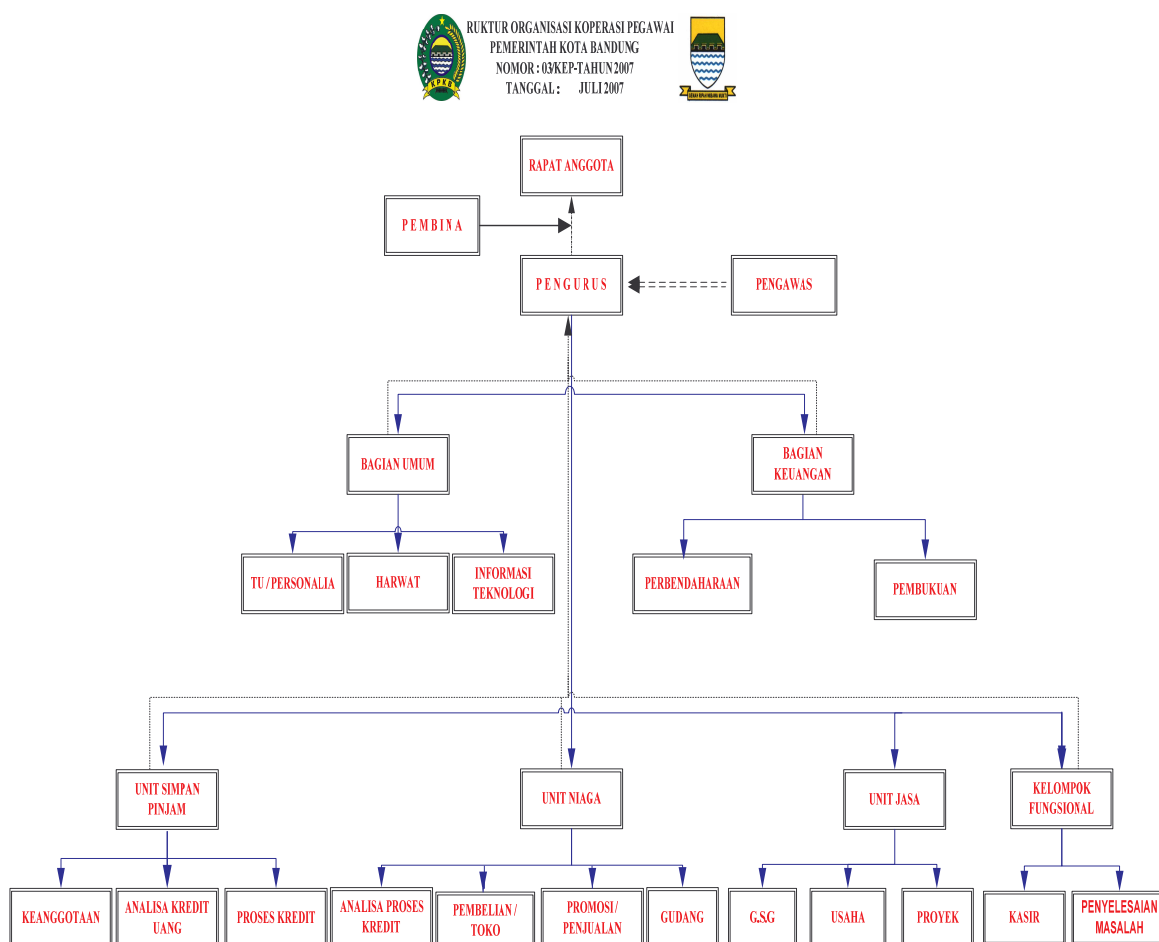 RUKTUR ORGANISASI KOPERASI PEGAWAI
PEMERINTAH KOTA BANDUNG
NOMOR : 03/KEP-TAHUN 2007
TANGGAL : JULI 2007
KPKB
RAPAT ANGGOTA
PEMBINA
PENGURUS
PENGAWAS
BAGIAN UMUM
BAGIAN
KEUANGAN
TU / PERSONALIA
HARWAT
INFORMASI
TEKNOLOGI
PERBENDAHARAAN
PEMBUKUAN
UNIT SIMPAN
PINJAM
UNIT NIAGA
UNIT JASA
KELOMPOK
FUNGSIONAL
KEANGGOTAAN
ANALISA KREDIT
UANG
PROSES KREDIT
ANALISA PROSES
KREDIT
PEMBELIAN /
TOKO
PROMOSI /
PENJUALAN
GUDANG
G.S.G
USAHA
PROYEK
KASIR
PENYELESAIAN
MASALAH